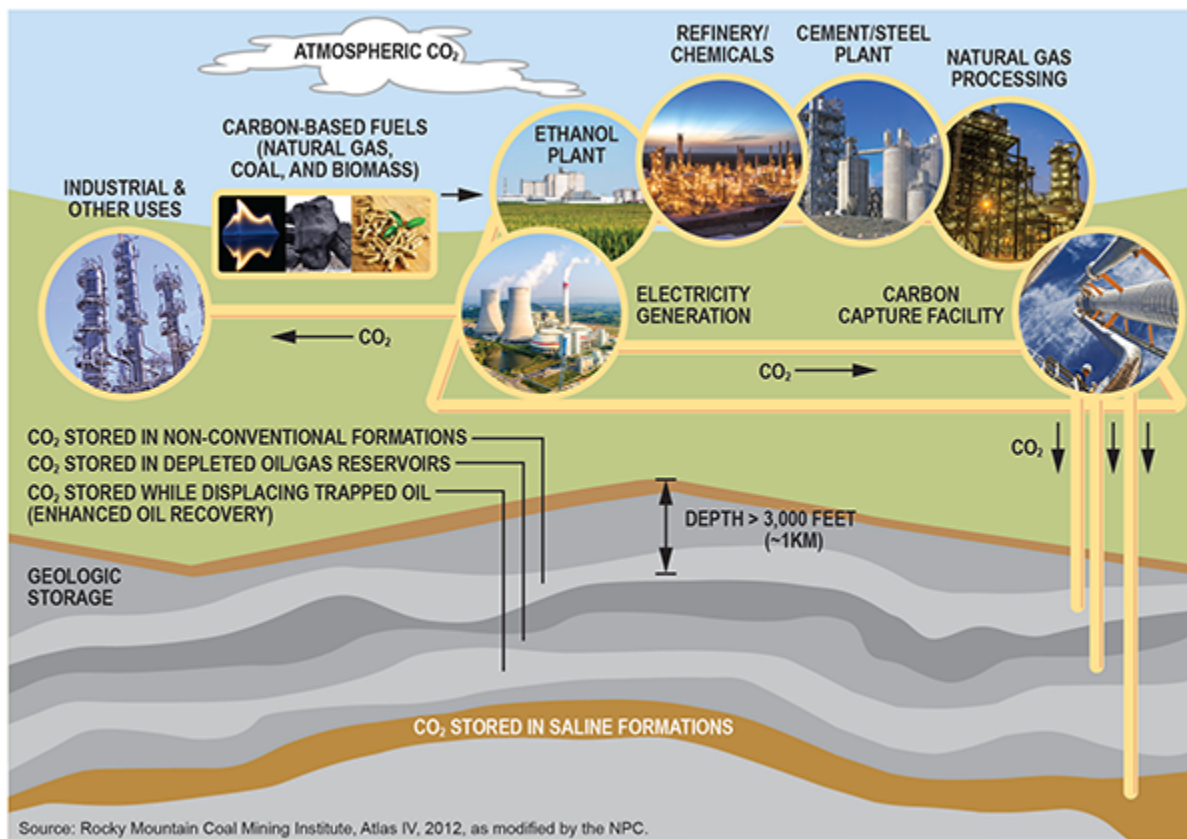 ATMOSPHERIC CO₂
REFINERY/
CHEMICALS
CEMENT/STEEL
PLANT
NATURAL GAS
PROCESSING
CARBON-BASED FUELS
(NATURAL GAS,
COAL, AND BIOMASS)
ETHANOL
PLANT
INDUSTRIAL &
OTHER USES
ELECTRICITY
GENERATION
CARBON
CAPTURE FACILITY
CO₂
CO₂
CO₂ STORED IN NON-CONVENTIONAL FORMATIONS
CO₂ STORED IN DEPLETED OIL/GAS RESERVOIRS
CO₂ STORED WHILE DISPLACING TRAPPED OIL
(ENHANCED OIL RECOVERY)
CO₂
DEPTH > 3,000 FEET
(~1KM)
GEOLOGIC
STORAGE
CO₂ STORED IN SALINE FORMATIONS
Source: Rocky Mountain Coal Mining Institute, Atlas IV, 2012, as modified by the NPC.